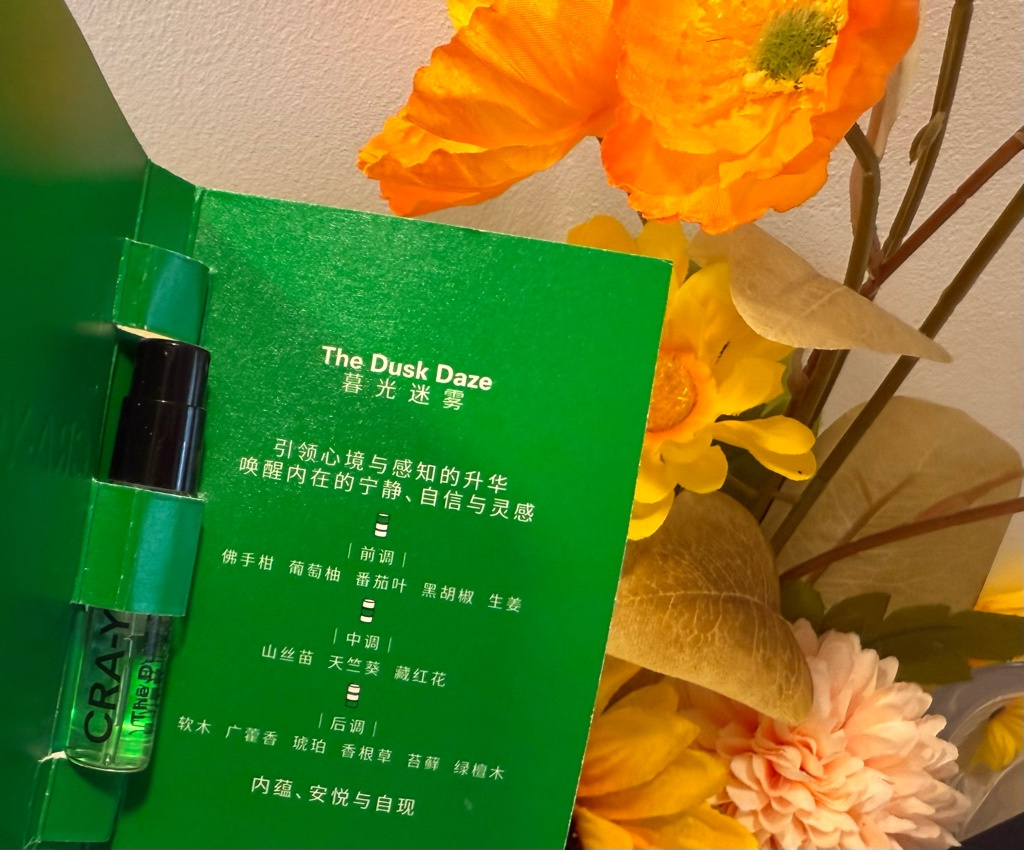 The Dusk Daze
暮光迷雾
引领心境与感知的升华
唤醒内在的宁静、自信与灵感
| 前调 |
佛手柑 葡萄柚 番茄叶 黑胡椒 生姜
| 中调 |
山丝苗 天竺葵 藏红花
| 后调 |
软木 广藿香 琥珀 香根草 苔藓 绿檀木
内蕴、安悦与自现
CRA-Y
The D